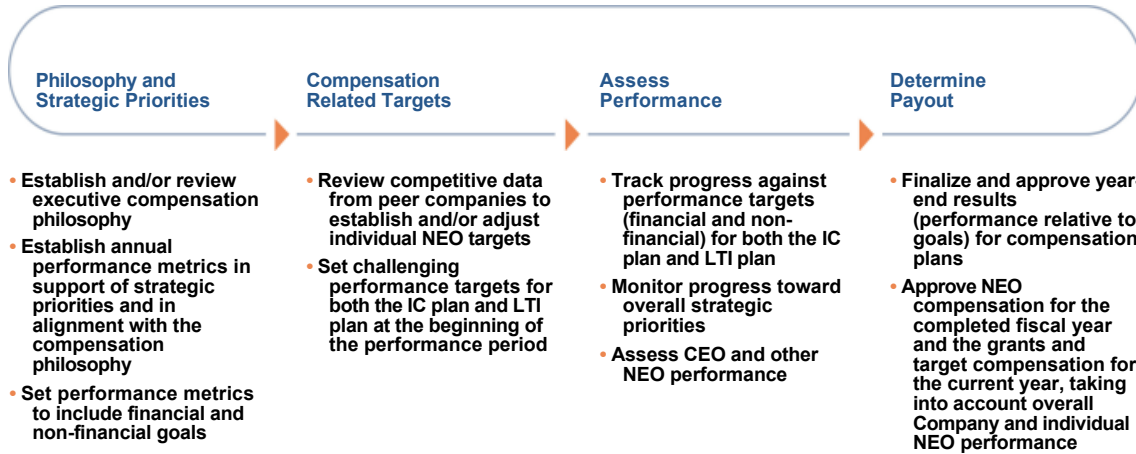 Philosophy and
Strategic Priorities
• Establish and/or review
executive compensation
philosophy
• Establish annual
performance metrics in
support of strategic
priorities and in
alignment with the
compensation
philosophy
• Set performance metrics
to include financial and
non-financial goals
Compensation
Related Targets
• Review competitive data
from peer companies to
establish and/or adjust
individual NEO targets
• Set challenging
performance targets for
both the IC plan and LTI
plan at the beginning of
the performance period
Assess
Performance
• Track progress against
performance targets
(financial and non-
financial) for both the IC
plan and LTI plan
• Monitor progress toward
overall strategic
priorities
• Assess CEO and other
NEO performance
Determine
Payout
• Finalize and approve year-
end results
(performance relative to
goals) for compensation
plans
• Approve NEO
compensation for the
completed fiscal year
and the grants and
target compensation for
the current year, taking
into account overall
Company and individual
NEO performance